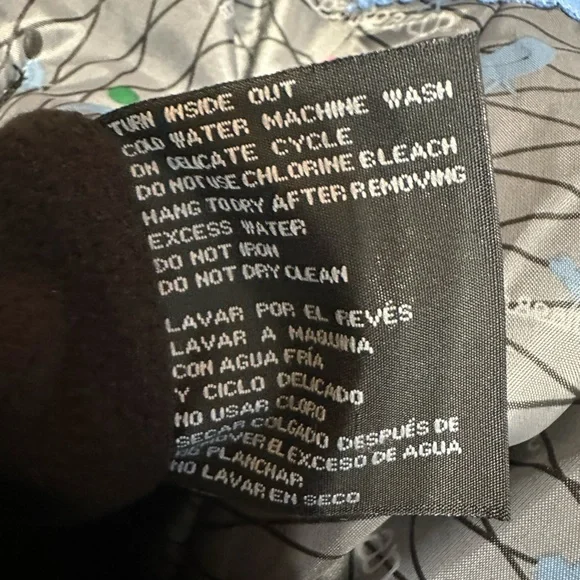 TURN INSIDE OUT
COLD WATER MACHINE WASH
ON DELICATE CYCLE
DO NOT USE CHLORINE BLEACH
HANG TO DRY AFTER REMOVING
EXCESS WATER
DO NOT IRON
DO NOT DRY CLEAN
LAVAR POR EL REVÉS
LAVAR A MAQUINA
CON AGUA FRÍA
Y CICLO DELICADO
NO USAR CLORO
SECAR COLGADO DESPUÉS DE
EL EXCESO DE AGUA
NO PLANCHAR
NO LAVAR EN SECO